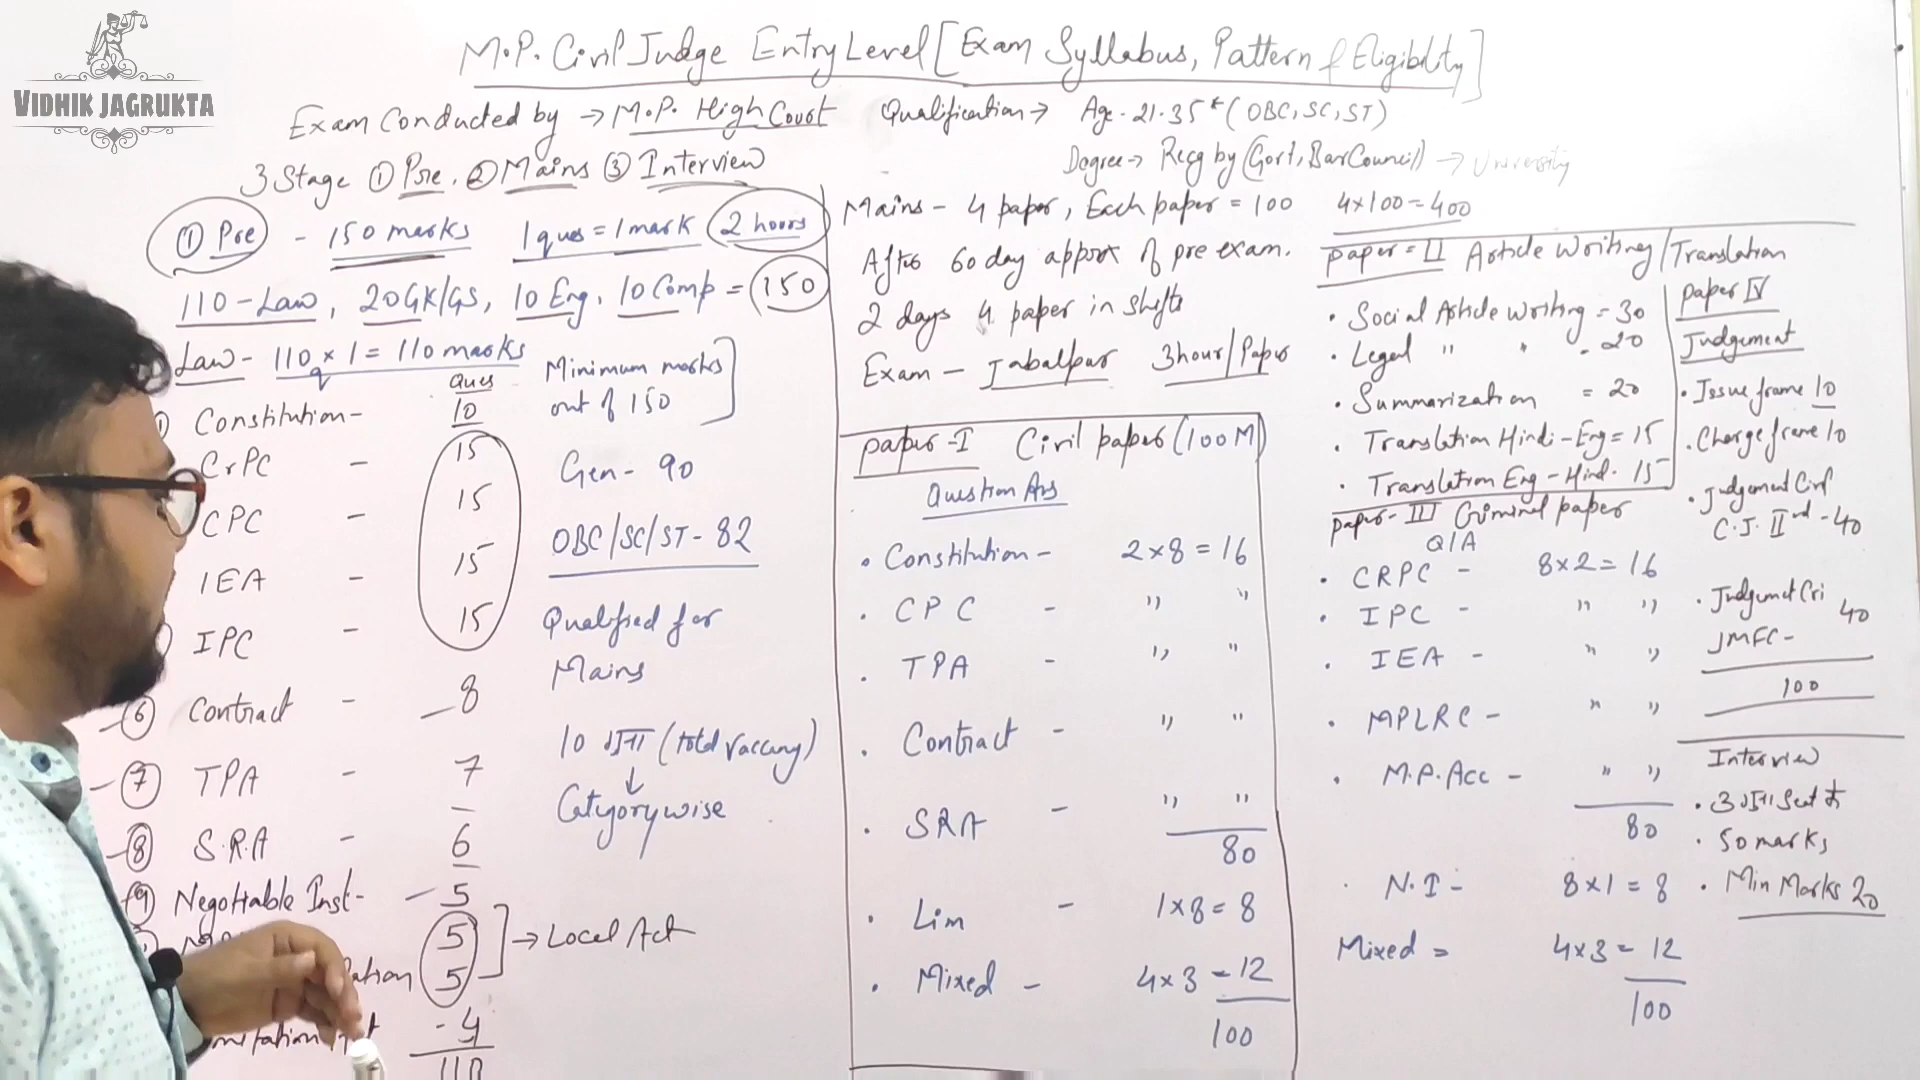 VIDHIK JAGRUKTA
M.P. Civil Judge Entry Level [Exam Syllabus, Pattern & Eligibility]
Exam Conducted by → M.P. High Court
Qualification → Age - 21-35* (OBC, SC, ST)
Degree → Recg by (Govt, Bar Council) → University
3 Stage ① Pre. ② Mains ③ Interview
① Pre - 150 marks 1 ques = 1 mark 2 hours
110 - Law, 20 GK/GS, 10 Eng, 10 Comp = 150
Law - 110 q × 1 = 110 marks
Ques
Constitution - 10
CrPC - 15
CPC - 15
IEA - 15
IPC - 15
⑥ Contract - 8
⑦ TPA - 7
⑧ S.R.A - 6
⑨ Negotiable Inst - 5
5
5
→ Local Act
- 4
110
Minimum marks
out of 150
Gen - 90
OBC/SC/ST - 82
Qualified for
Mains
10 गुना (total vaccany)
↓
Catgorywise
Mains - 4 paper, Each paper = 100 4×100 = 400
After 60 day appox of pre exam.
2 days 4 paper in shifts
Exam - Jabalpur 3 hour/Paper
paper - I Civil paper (100 M)
Question Ans
• Constitution - 2×8 = 16
• CPC - " "
• TPA - " "
• Contract - " "
• SRA - " "
80
• Lim - 1×8 = 8
• Mixed - 4×3 - 12
100
paper = II Article Writing / Translation
• Social Article Writing = 30
• Legal " " - 20
• Summarization = 20
• Translation Hindi - Eng = 15
• Translation Eng - Hind. 15
paper - III Criminal paper
Q/A
• CRPC - 8×2 = 16
• IPC - " "
• IEA - " "
• MPLRC - " "
• M.P. Acc - " "
80
• N.I - 8×1 = 8
Mixed = 4×3 - 12
100
paper IV
Judgement
• Issue frame 10
• Charge frame 10
• Judgement Civil
C.J. IInd - 40
• Judgment Cri
40
JMFC -
100
Interview
• 3 गुना Seat के
• 50 marks
• Min Marks 20